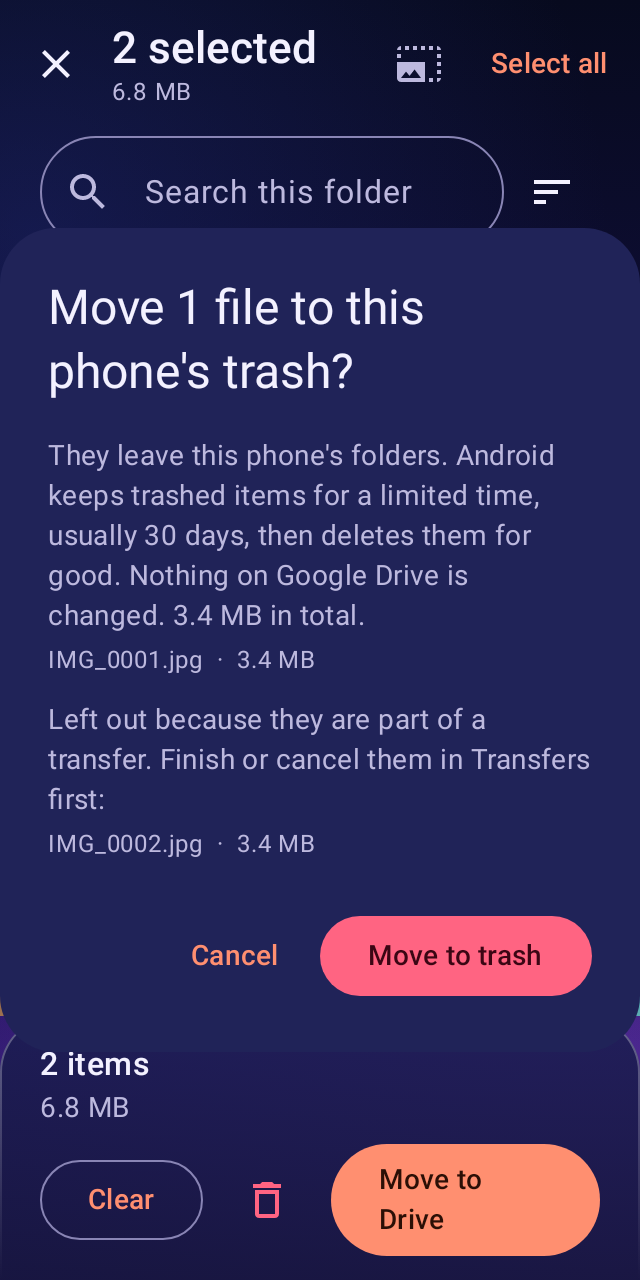 2 selected
6.8 MB
Select all
Search this folder
Move 1 file to this
phone's trash?
They leave this phone's folders. Android
keeps trashed items for a limited time,
usually 30 days, then deletes them for
good. Nothing on Google Drive is
changed. 3.4 MB in total.
IMG_0001.jpg · 3.4 MB
Left out because they are part of a
transfer. Finish or cancel them in Transfers
first:
IMG_0002.jpg · 3.4 MB
Cancel
Move to trash
2 items
6.8 MB
Clear
Move to
Drive